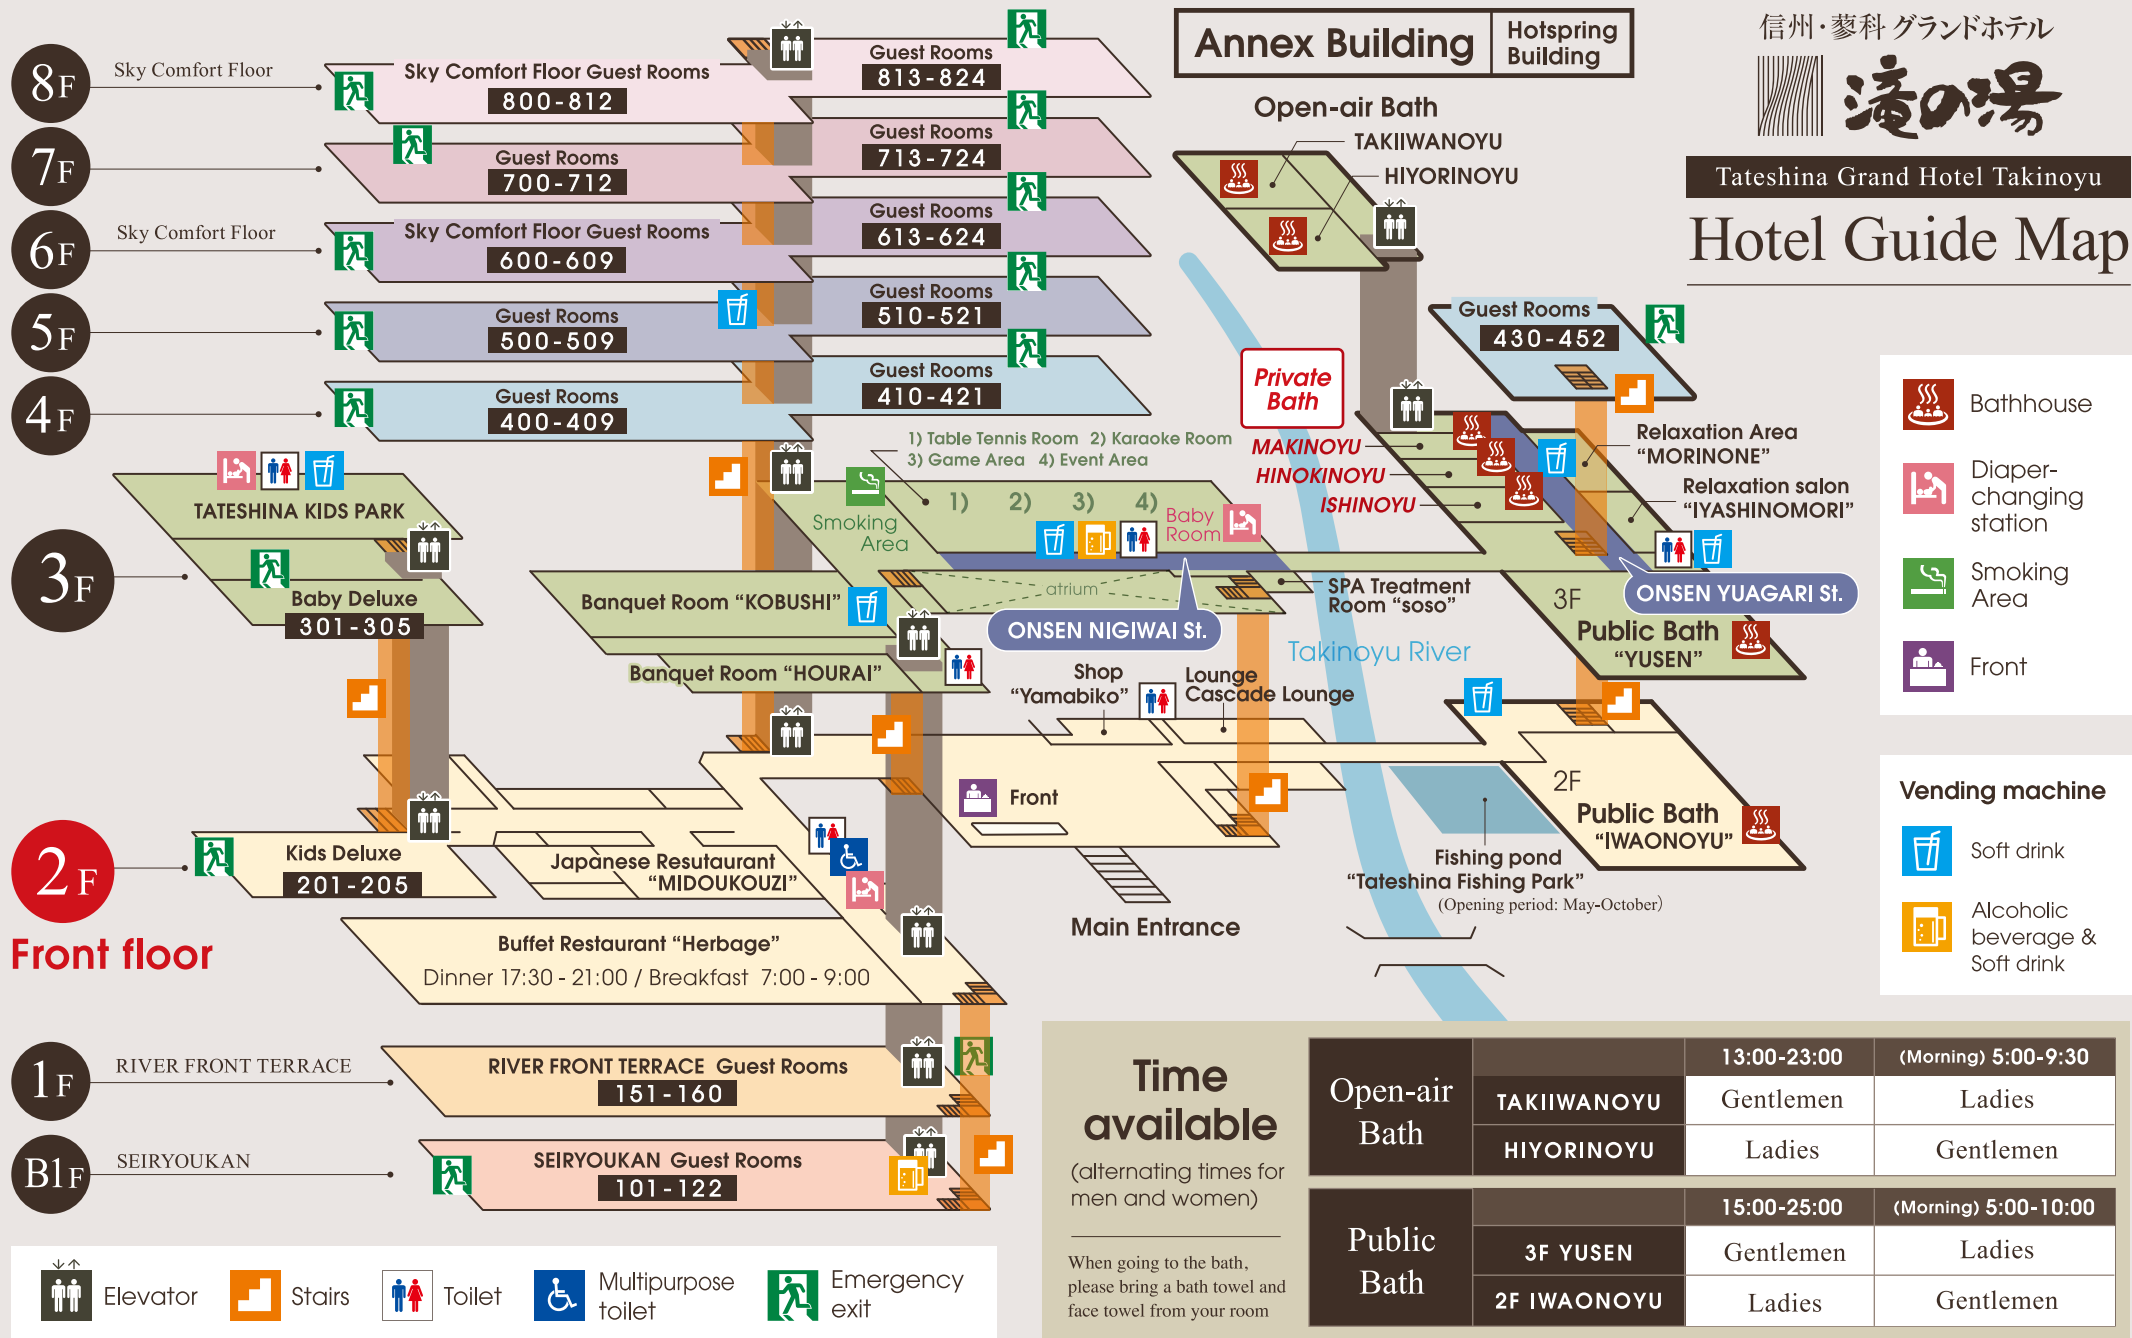 信州・蓼科 グランドホテル
滝の湯
Tateshina Grand Hotel Takinoyu
Hotel Guide Map
Annex Building
Hotspring
Building
Open-air Bath
TAKIIWANOYU
HIYORINOYU
8F
Sky Comfort Floor
Sky Comfort Floor Guest Rooms
800-812
Guest Rooms
813-824
7F
Guest Rooms
700-712
Guest Rooms
713-724
6F
Sky Comfort Floor
Sky Comfort Floor Guest Rooms
600-609
Guest Rooms
613-624
5F
Guest Rooms
500-509
Guest Rooms
510-521
4F
Guest Rooms
400-409
Guest Rooms
410-421
Guest Rooms
430-452
Private
Bath
MAKINOYU
HINOKINOYU
ISHINOYU
Relaxation Area
“MORINONE”
Relaxation salon
“IYASHINOMORI”
1) Table Tennis Room 2) Karaoke Room
3) Game Area 4) Event Area
1) 2) 3) 4)
Smoking
Area
Baby
Room
3F
TATESHINA KIDS PARK
Baby Deluxe
301-305
Banquet Room “KOBUSHI”
Banquet Room “HOURAI”
atrium
ONSEN NIGIWAI St.
SPA Treatment
Room “soso”
ONSEN YUAGARI St.
3F
Public Bath
“YUSEN”
Takinoyu River
Shop
“Yamabiko”
Lounge
Cascade Lounge
2F
Front floor
Kids Deluxe
201-205
Japanese Resutaurant
“MIDOUKOUZI”
Front
Main Entrance
2F
Public Bath
“IWAONOYU”
Fishing pond
“Tateshina Fishing Park”
(Opening period: May-October)
Buffet Restaurant “Herbage”
Dinner 17:30 - 21:00 / Breakfast 7:00 - 9:00
1F
RIVER FRONT TERRACE
RIVER FRONT TERRACE Guest Rooms
151-160
B1F
SEIRYOUKAN
SEIRYOUKAN Guest Rooms
101-122
Bathhouse
Diaper-
changing
station
Smoking
Area
Front
Vending machine
Soft drink
Alcoholic
beverage &
Soft drink
Elevator
Stairs
Toilet
Multipurpose
toilet
Emergency
exit
Time
available
(alternating times for
men and women)
When going to the bath,
please bring a bath towel and
face towel from your room
Open-air
Bath
13:00-23:00 (Morning) 5:00-9:30
TAKIIWANOYU Gentlemen Ladies
HIYORINOYU Ladies Gentlemen
Public
Bath
15:00-25:00 (Morning) 5:00-10:00
3F YUSEN Gentlemen Ladies
2F IWAONOYU Ladies Gentlemen